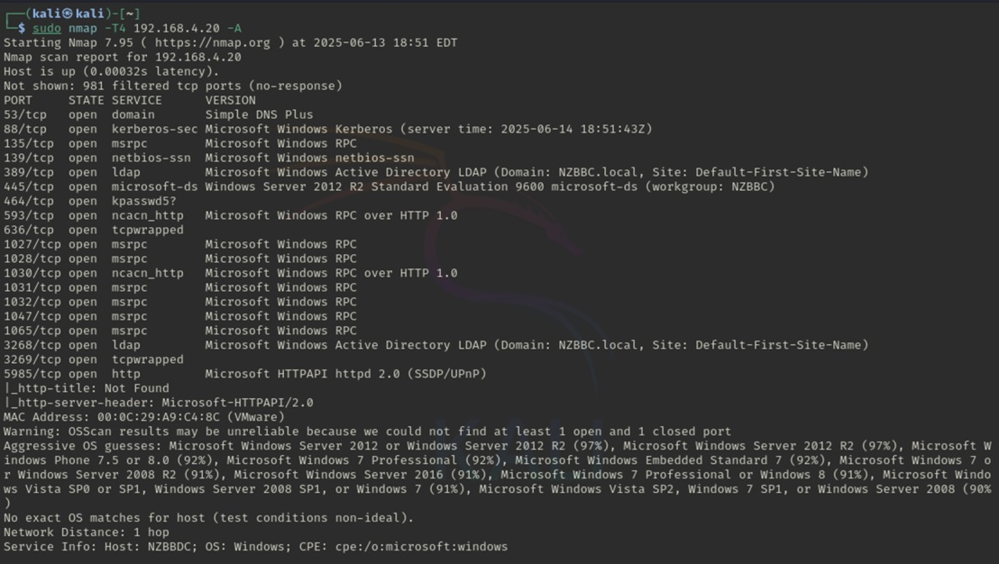 ┌──(kali㉿kali)-[~]
└─$ sudo nmap -T4 192.168.4.20 -A
Starting Nmap 7.95 ( https://nmap.org ) at 2025-06-13 18:51 EDT
Nmap scan report for 192.168.4.20
Host is up (0.00032s latency).
Not shown: 981 filtered tcp ports (no-response)
PORT     STATE SERVICE      VERSION
53/tcp   open  domain       Simple DNS Plus
88/tcp   open  kerberos-sec Microsoft Windows Kerberos (server time: 2025-06-14 18:51:43Z)
135/tcp  open  msrpc        Microsoft Windows RPC
139/tcp  open  netbios-ssn  Microsoft Windows netbios-ssn
389/tcp  open  ldap         Microsoft Windows Active Directory LDAP (Domain: NZBBC.local, Site: Default-First-Site-Name)
445/tcp  open  microsoft-ds Windows Server 2012 R2 Standard Evaluation 9600 microsoft-ds (workgroup: NZBBC)
464/tcp  open  kpasswd5?
593/tcp  open  ncacn_http   Microsoft Windows RPC over HTTP 1.0
636/tcp  open  tcpwrapped
1027/tcp open  msrpc        Microsoft Windows RPC
1028/tcp open  msrpc        Microsoft Windows RPC
1030/tcp open  ncacn_http   Microsoft Windows RPC over HTTP 1.0
1031/tcp open  msrpc        Microsoft Windows RPC
1032/tcp open  msrpc        Microsoft Windows RPC
1047/tcp open  msrpc        Microsoft Windows RPC
1065/tcp open  msrpc        Microsoft Windows RPC
3268/tcp open  ldap         Microsoft Windows Active Directory LDAP (Domain: NZBBC.local, Site: Default-First-Site-Name)
3269/tcp open  tcpwrapped
5985/tcp open  http         Microsoft HTTPAPI httpd 2.0 (SSDP/UPnP)
|_http-title: Not Found
|_http-server-header: Microsoft-HTTPAPI/2.0
MAC Address: 00:0C:29:A9:C4:8C (VMware)
Warning: OSScan results may be unreliable because we could not find at least 1 open and 1 closed port
Aggressive OS guesses: Microsoft Windows Server 2012 or Windows Server 2012 R2 (97%), Microsoft Windows Server 2012 R2 (97%), Microsoft W
indows Phone 7.5 or 8.0 (92%), Microsoft Windows 7 Professional (92%), Microsoft Windows Embedded Standard 7 (92%), Microsoft Windows 7 o
r Windows Server 2008 R2 (91%), Microsoft Windows Server 2016 (91%), Microsoft Windows 7 Professional or Windows 8 (91%), Microsoft Windo
ws Vista SP0 or SP1, Windows Server 2008 SP1, or Windows 7 (91%), Microsoft Windows Vista SP2, Windows 7 SP1, or Windows Server 2008 (90%
)
No exact OS matches for host (test conditions non-ideal).
Network Distance: 1 hop
Service Info: Host: NZBBDC; OS: Windows; CPE: cpe:/o:microsoft:windows